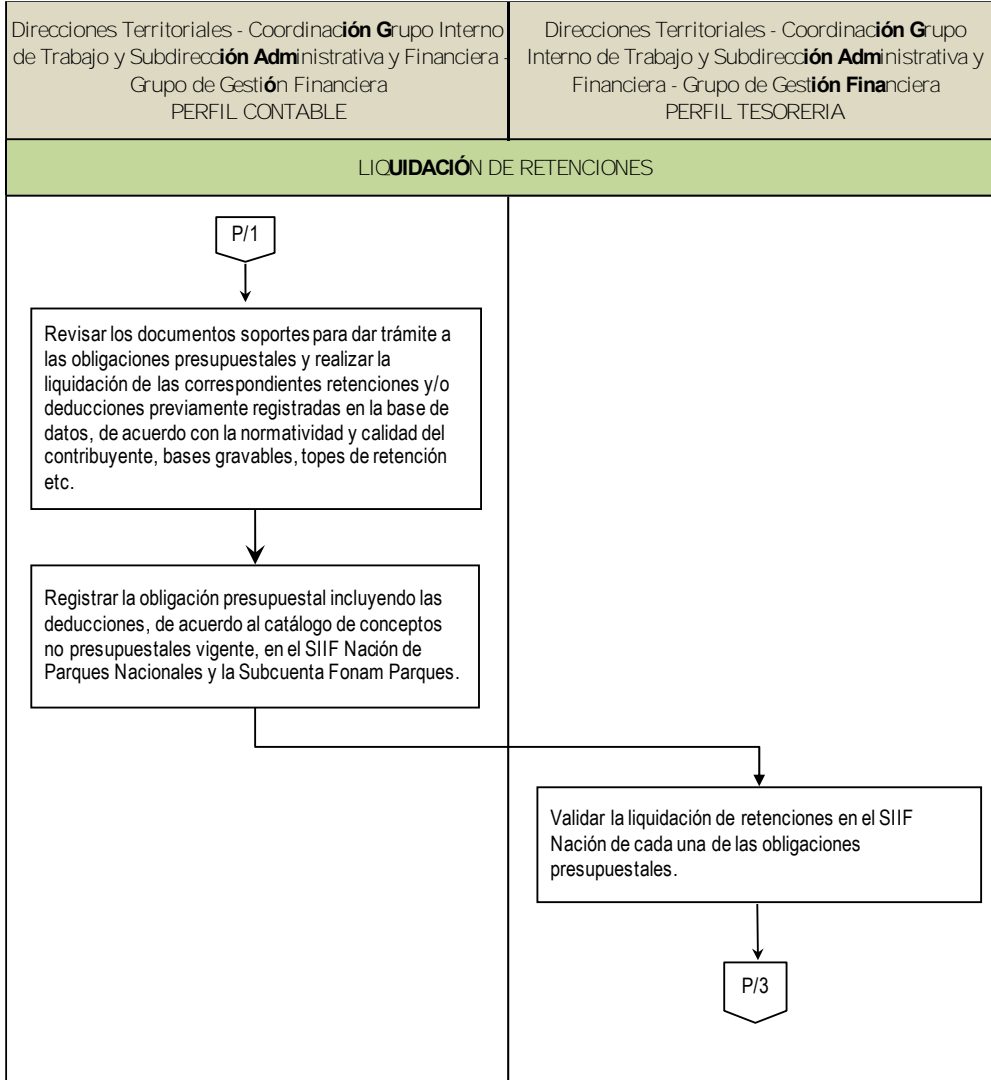 Direcciones Territoriales - Coordinación Grupo Interno
de Trabajo y Subdirección Administrativa y Financiera -
Grupo de Gestión Financiera
PERFIL CONTABLE
Direcciones Territoriales - Coordinación Grupo
Interno de Trabajo y Subdirección Administrativa y
Financiera - Grupo de Gestión Financiera
PERFIL TESORERIA
LIQUIDACIÓN DE RETENCIONES
P/1
Revisar los documentos soportes para dar trámite a
las obligaciones presupuestales y realizar la
liquidación de las correspondientes retenciones y/o
deducciones previamente registradas en la base de
datos, de acuerdo con la normatividad y calidad del
contribuyente, bases gravables, topes de retención
etc.
Registrar la obligación presupuestal incluyendo las
deducciones, de acuerdo al catálogo de conceptos
no presupuestales vigente, en el SIIF Nación de
Parques Nacionales y la Subcuenta Fonam Parques.
Validar la liquidación de retenciones en el SIIF
Nación de cada una de las obligaciones
presupuestales.
P/3